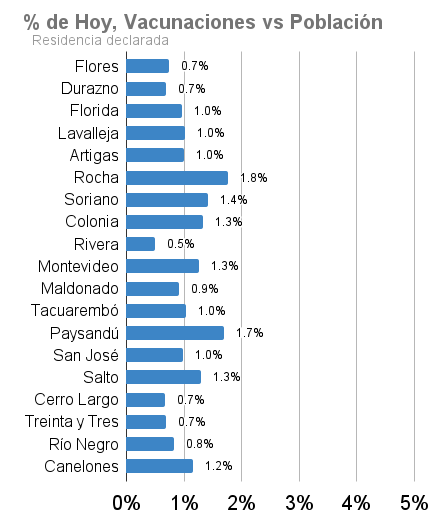 % de Hoy, Vacunaciones vs Población
Residencia declarada
Flores 0.7%
Durazno 0.7%
Florida 1.0%
Lavalleja 1.0%
Artigas 1.0%
Rocha 1.8%
Soriano 1.4%
Colonia 1.3%
Rivera 0.5%
Montevideo 1.3%
Maldonado 0.9%
Tacuarembó 1.0%
Paysandú 1.7%
San José 1.0%
Salto 1.3%
Cerro Largo 0.7%
Treinta y Tres 0.7%
Río Negro 0.8%
Canelones 1.2%
0% 1% 2% 3% 4% 5%